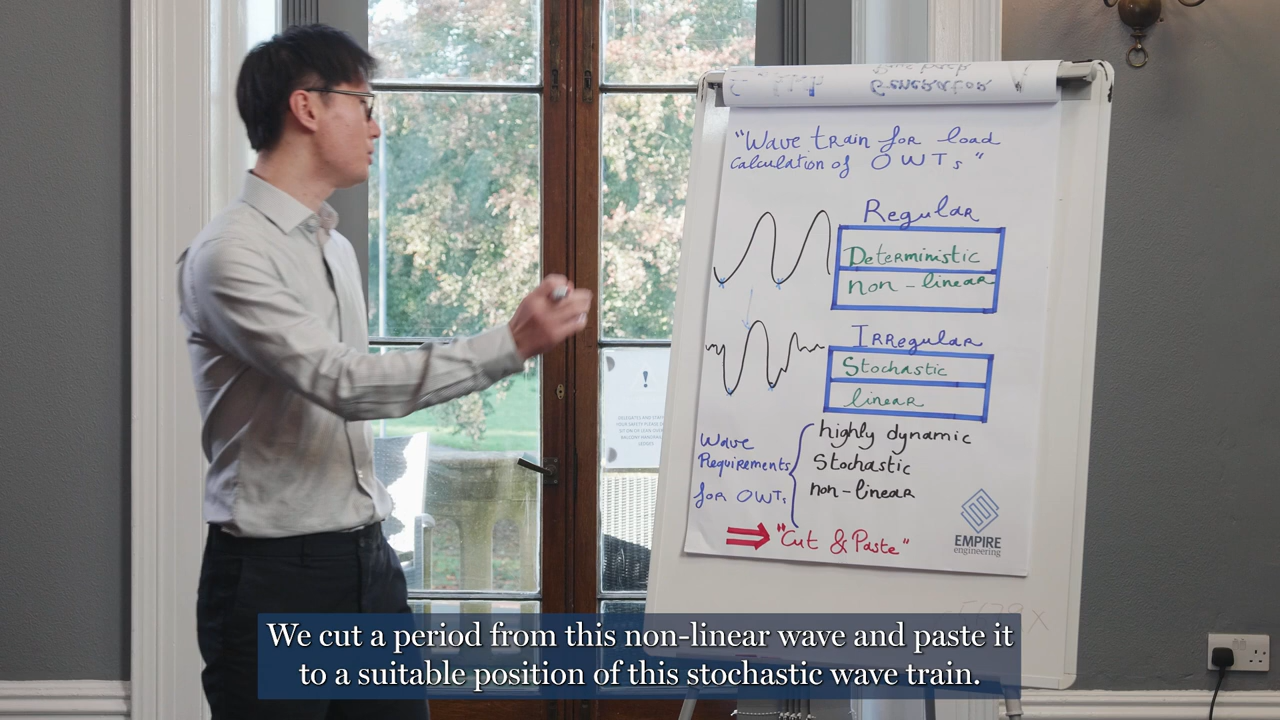 Generator
"Wave train for load
calculation of OWTs"
Regular
Deterministic
non-linear
Irregular
Stochastic
linear
Wave
Requirements
for OWTs
highly dynamic
Stochastic
non-linear
"Cut & Paste"
EMPIRE
engineering
!
We cut a period from this non-linear wave and paste it
to a suitable position of this stochastic wave train.